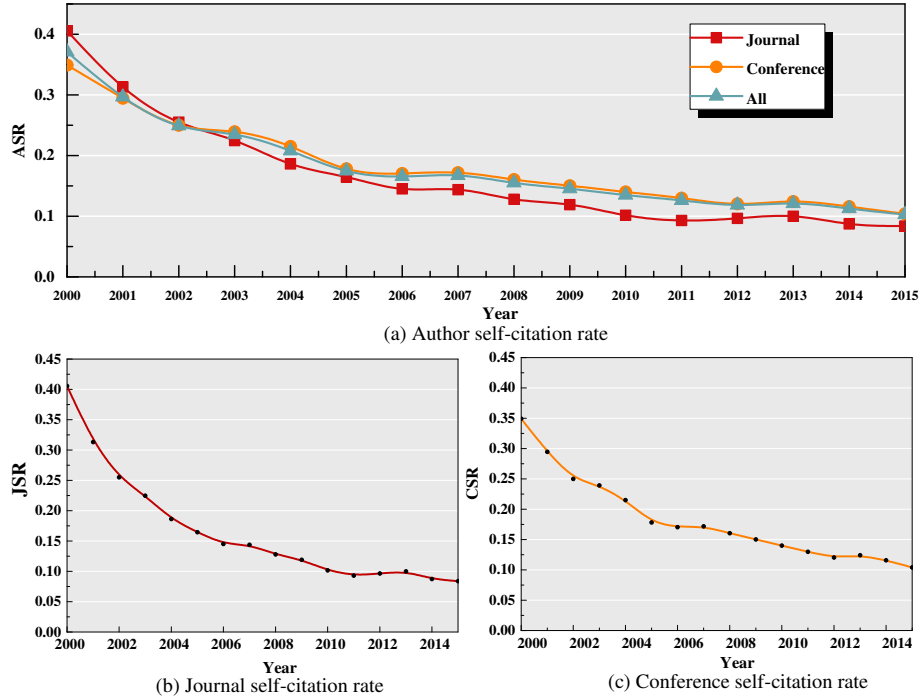 0.4
0.3
0.2
0.1
0.0
ASR
Journal
Conference
All
2000 2001 2002 2003 2004 2005 2006 2007 2008 2009 2010 2011 2012 2013 2014 2015
Year
(a) Author self-citation rate
0.45
0.40
0.35
0.30
0.25
0.20
0.15
0.10
0.05
0.00
JSR
2000 2002 2004 2006 2008 2010 2012 2014
Year
(b) Journal self-citation rate
0.45
0.40
0.35
0.30
0.25
0.20
0.15
0.10
0.05
0.00
CSR
2000 2002 2004 2006 2008 2010 2012 2014
Year
(c) Conference self-citation rate